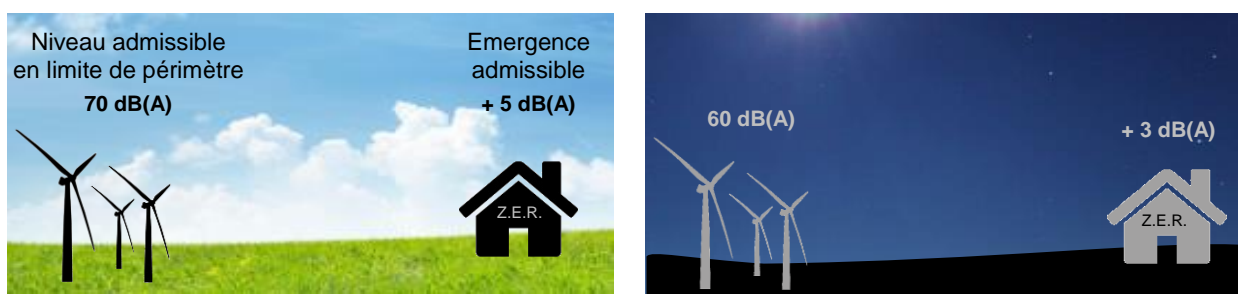 Niveau admissible
en limite de périmètre
70 dB(A)
Emergence
admissible
+ 5 dB(A)
Z.E.R.
60 dB(A)
+ 3 dB(A)
Z.E.R.